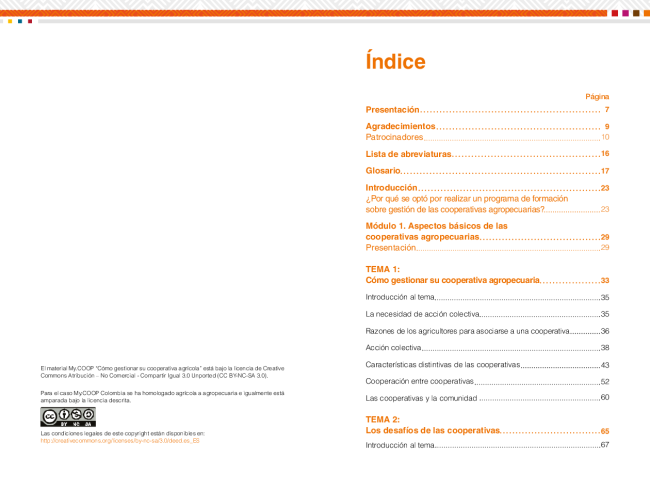 El material My.COOP "Cómo gestionar su cooperativa agrícola" está bajo la licencia de Creative
Commons Atribución – No Comercial - Compartir Igual 3.0 Unported (CC BY-NC-SA 3.0).
Para el caso My.COOP Colombia se ha homologado agrícola a agropecuaria e igualmente está
amparada bajo la licencia descrita.
cc
BY NC SA
Las condiciones legales de este copyright están disponibles en:
http://creativecommons.org/licenses/by-nc-sa/3.0/deed.es_ES
Índice
Página
Presentación 7
Agradecimientos 9
Patrocinadores 10
Lista de abreviaturas 16
Glosario 17
Introducción 23
¿Por qué se optó por realizar un programa de formación
sobre gestión de las cooperativas agropecuarias? 23
Módulo 1. Aspectos básicos de las
cooperativas agropecuarias 29
Presentación 29
TEMA 1:
Cómo gestionar su cooperativa agropecuaria 33
Introducción al tema 35
La necesidad de acción colectiva 35
Razones de los agricultores para asociarse a una cooperativa 36
Acción colectiva 38
Características distintivas de las cooperativas 43
Cooperación entre cooperativas 52
Las cooperativas y la comunidad 60
TEMA 2:
Los desafíos de las cooperativas 65
Introducción al tema 67